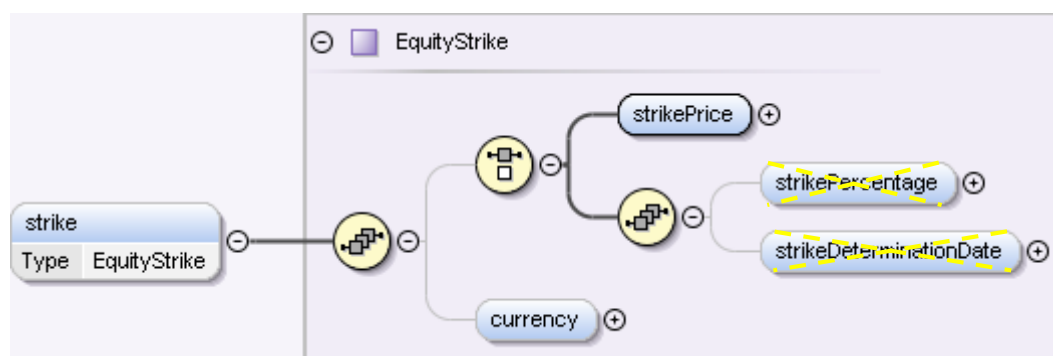 EquityStrike
strikePrice
strikePercentage
strike
Type EquityStrike
strikeDeterminationDate
currency